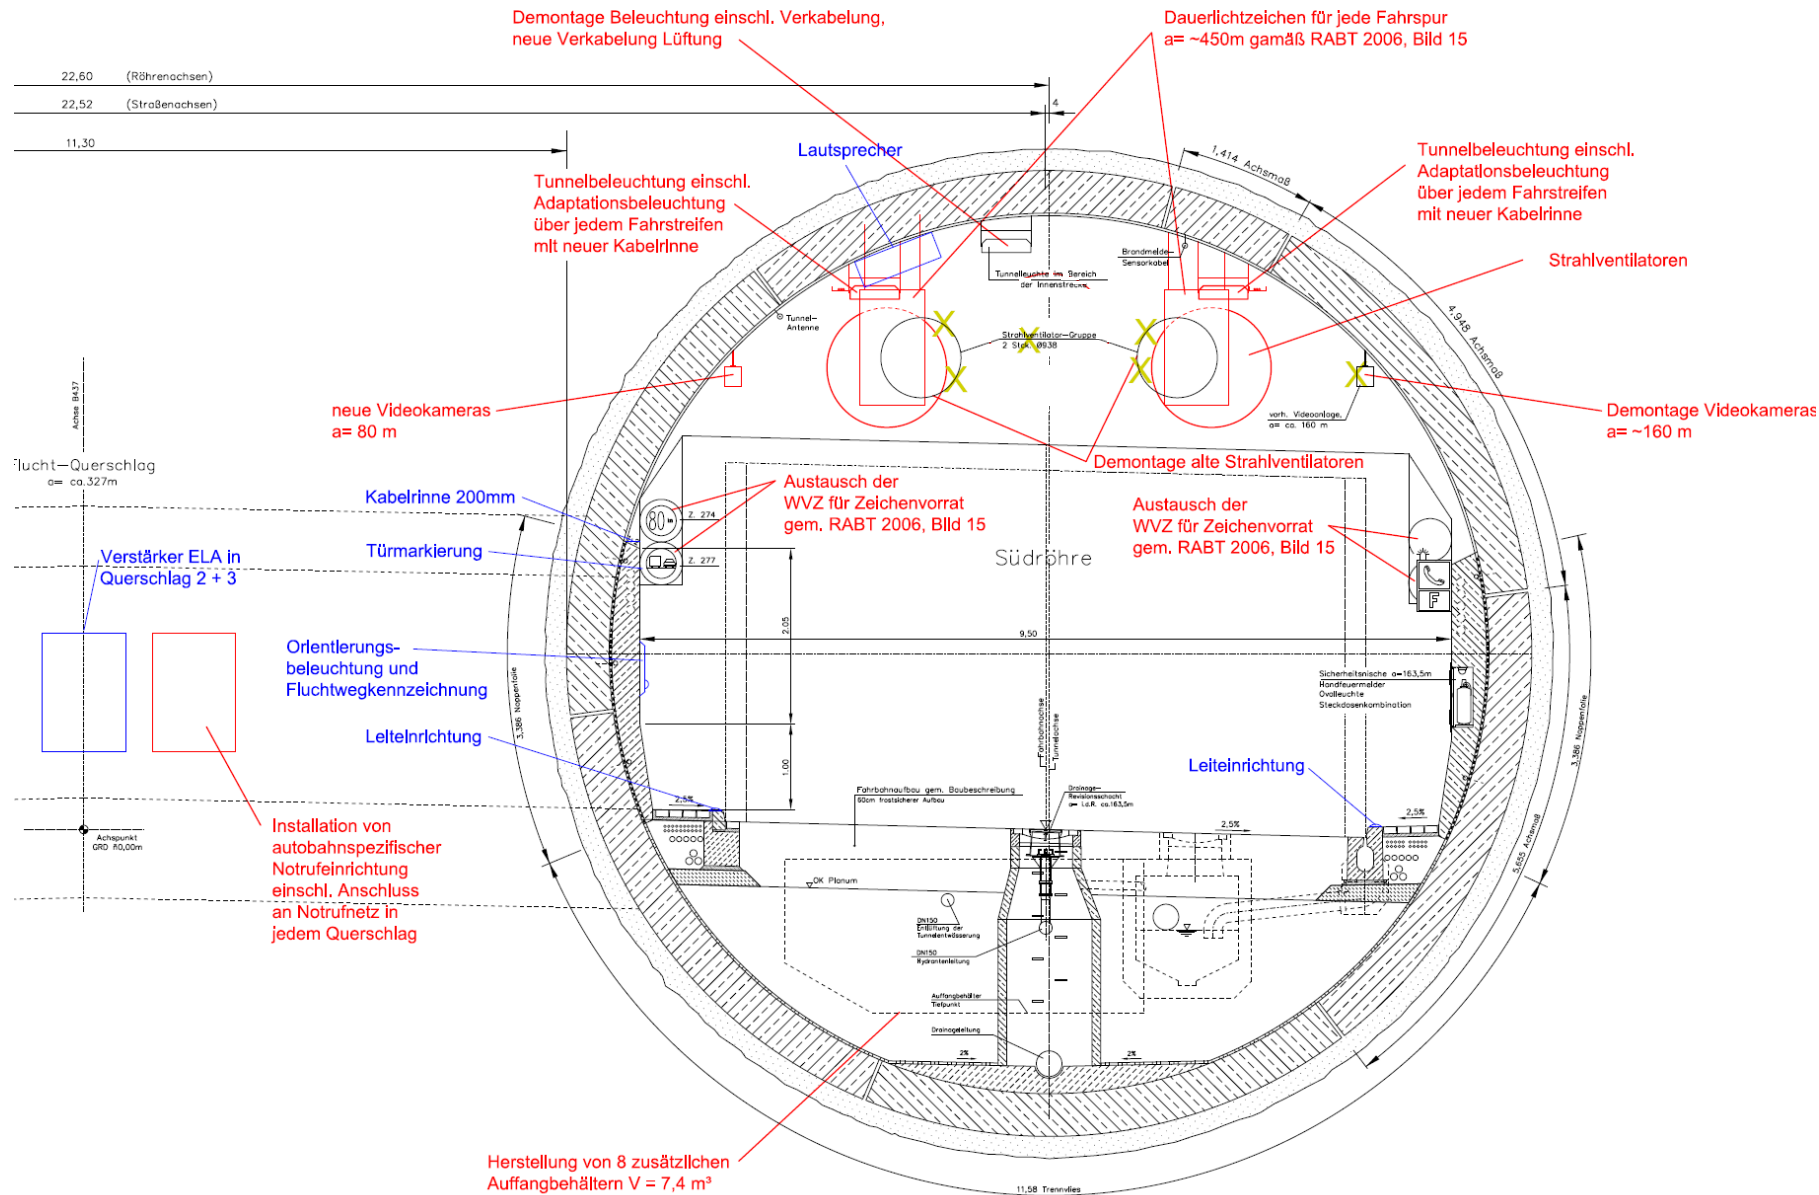 Demontage Beleuchtung einschl. Verkabelung,
neue Verkabelung Lüftung
Dauerlichtzeichen für jede Fahrspur
a= ~450m gamäß RABT 2006, Bild 15
22,60 (Röhrenachsen)
22,52 (Straßenachsen)
4
11,30
Lautsprecher
1,414 Achsmaß
Tunnelbeleuchtung einschl.
Adaptationsbeleuchtung
über jedem Fahrstreifen
mit neuer Kabelrinne
Tunnelbeleuchtung einschl.
Adaptationsbeleuchtung
über jedem Fahrstreifen
mit neuer Kabelrinne
Brandmelde-
Sensorkabel
Tunnelleuchte im Bereich
der Innenstrecke
Strahlventilatoren
4,948 Achsmaß
Tunnel-
Antenne
Strahlventilator-Gruppe
2 Stck. Ø938
Achse B437
neue Videokameras
a= 80 m
vorh. Videoanlage,
a= ca. 160 m
Demontage Videokameras
a= ~160 m
Flucht-Querschlag
a= ca.327m
Demontage alte Strahlventilatoren
Kabelrinne 200mm
Austausch der
WVZ für Zeichenvorrat
gem. RABT 2006, Bild 15
Austausch der
WVZ für Zeichenvorrat
gem. RABT 2006, Bild 15
80
Z. 274
Z. 277
Türmarkierung
Verstärker ELA in
Querschlag 2 + 3
Südröhre
F
2.05
9,50
Orientierungs-
beleuchtung und
Fluchtwegkennzeichnung
Sicherheitsnische a=163,5m
Handfeuermelder
Ovalleuchte
Steckdosenkombination
3,386 Noppenfolie
3,386 Noppenfolie
Fahrbahnachse
Tunnelachse
Leiteinrichtung
1.00
Leiteinrichtung
Fahrbahnaufbau gem. Baubeschreibung
60cm frostsicherer Aufbau
Drainage-
Revisionsschacht
a= i.d.R. ca.163,5m
2,5%
2,5%
2,5%
Achspunkt
GRD ±0,00m
Installation von
autobahnspezifischer
Notrufeinrichtung
einschl. Anschluss
an Notrufnetz in
jedem Querschlag
5,655 Achsmaß
OK Planum
DN150
Entlüftung der
Tunnelentwässerung
DN150
Hydrantenleitung
Auffangbehälter
Tiefpunkt
Drainageleitung
2%
2%
Herstellung von 8 zusätzlichen
Auffangbehältern V = 7,4 m³
11,58 Trennvlies